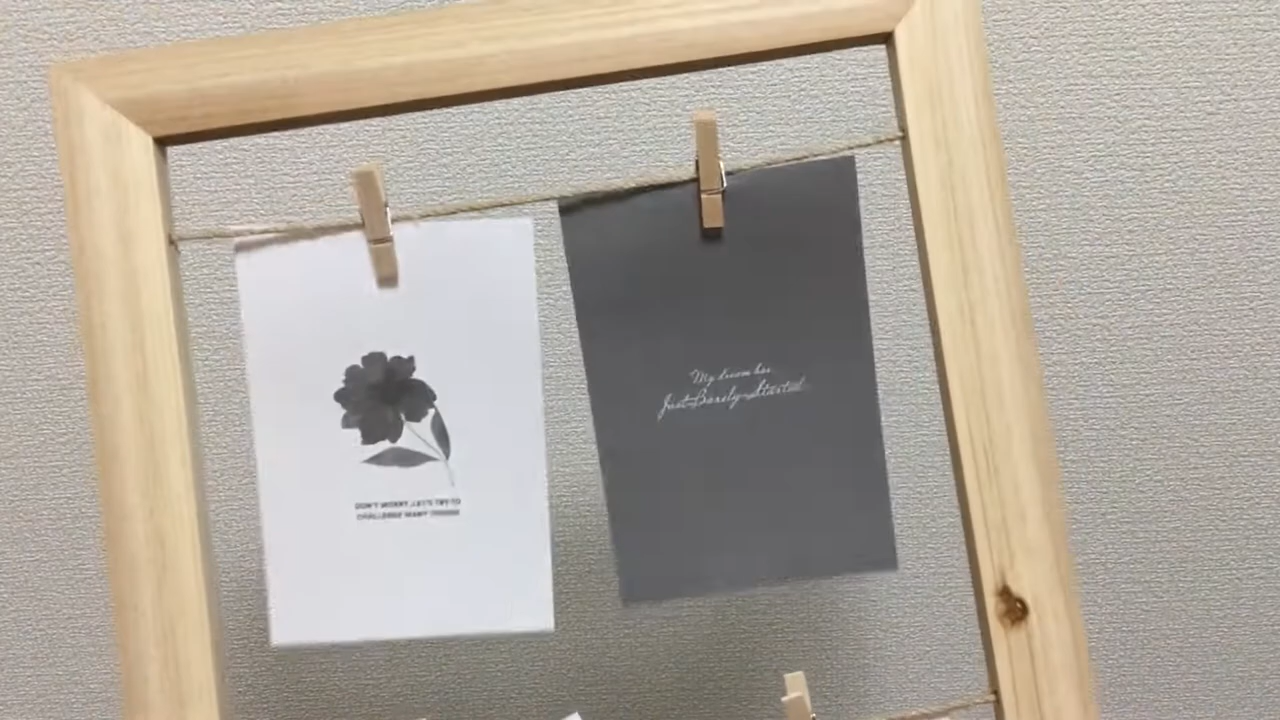 DON'T WORRY, LET'S TRY TO
CHALLENGE MANY THINGS
My dream has
Just Barely Started